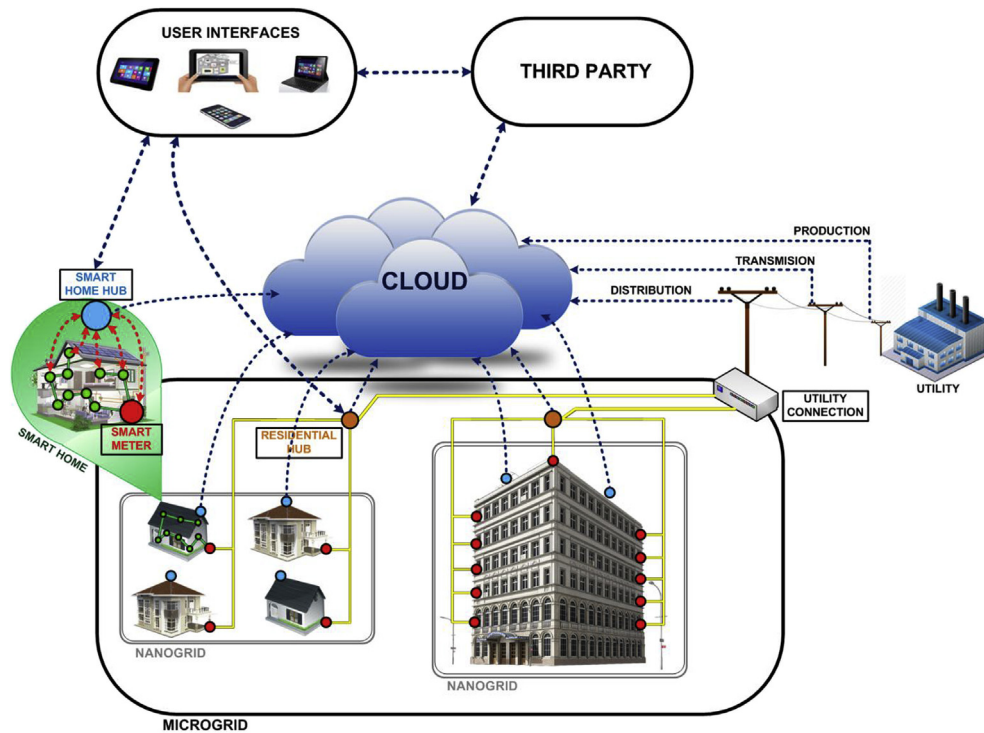 USER INTERFACES
THIRD PARTY
PRODUCTION
TRANSMISION
DISTRIBUTION
CLOUD
SMART
HOME HUB
UTILITY
UTILITY
CONNECTION
SMART
METER
SMART HOME
RESIDENTIAL
HUB
NANOGRID
NANOGRID
MICROGRID